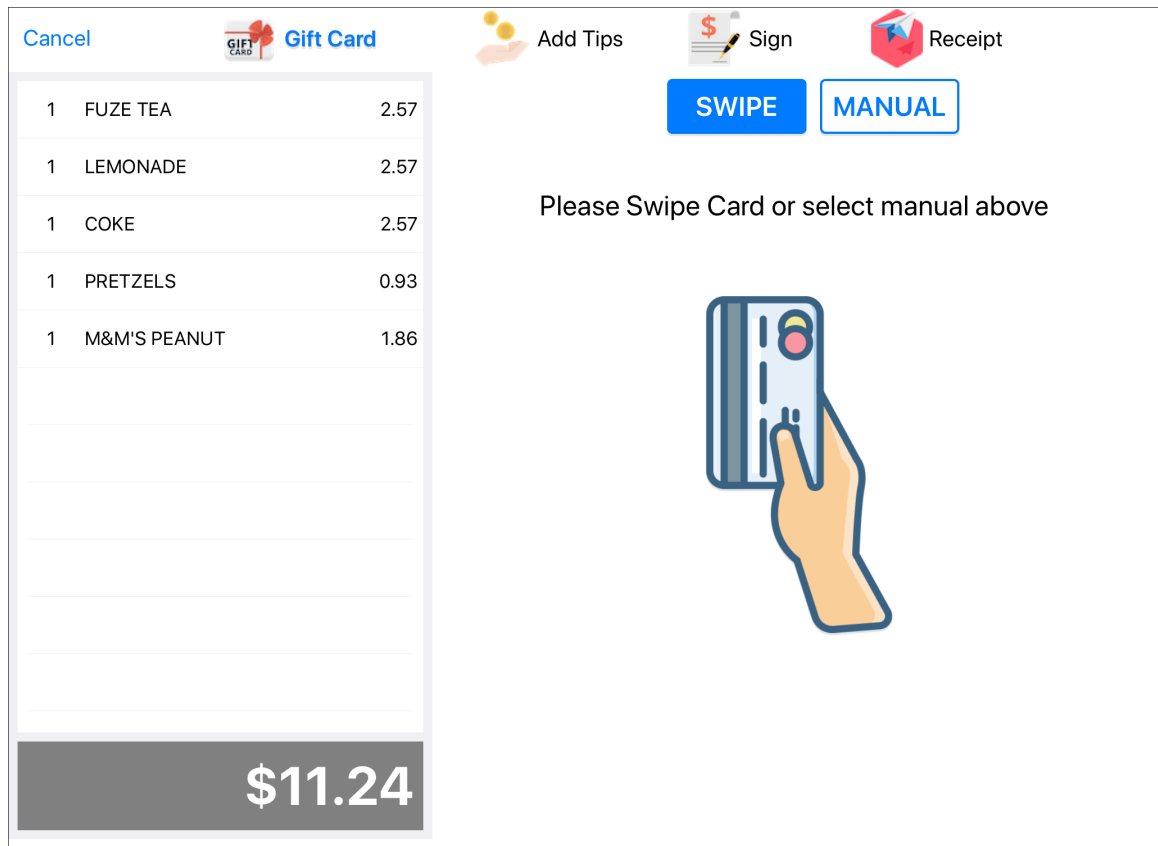 Cancel GIFT CARD Gift Card $ Add Tips Sign Receipt
SWIPE MANUAL
1 FUZE TEA 2.57
1 LEMONADE 2.57
1 COKE 2.57
1 PRETZELS 0.93
1 M&M'S PEANUT 1.86
Please Swipe Card or select manual above
$11.24